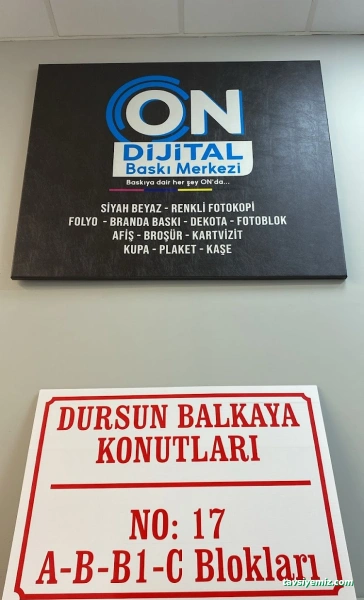 ON
DİJİTAL
Baskı Merkezi
Baskıya dair her şey ON'da...
SİYAH BEYAZ - RENKLİ FOTOKOPİ
FOLYO - BRANDA BASKI - DEKOTA - FOTOBLOK
AFİŞ - BROŞÜR - KARTVİZİT
KUPA - PLAKET - KAŞE
DURSUN BALKAYA
KONUTLARI
NO: 17
A-B-B1-C Blokları
tavsiyemiz.com